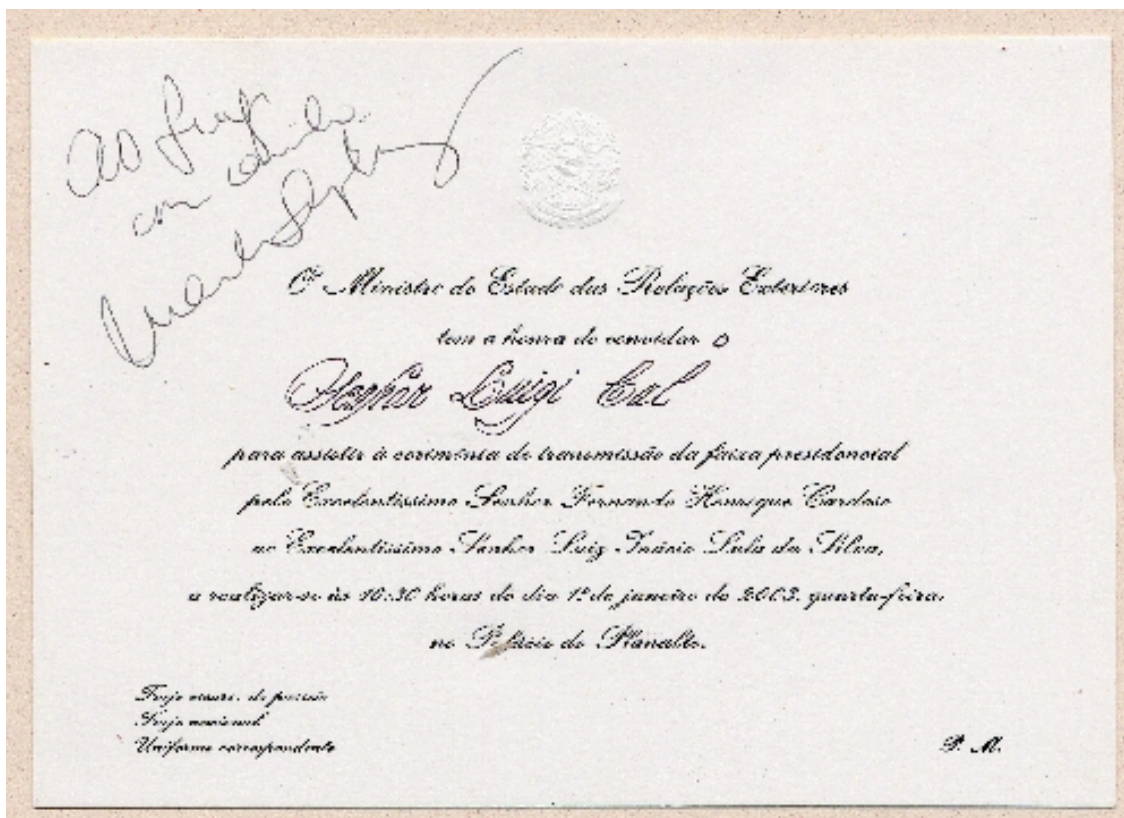 Ao Luigi
com
O Ministro de Estado das Relações Exteriores
tem a honra de convidar o
Senhor Luigi Cal
para assistir à cerimônia de transmissão da faixa presidencial
pelo Excelentíssimo Senhor Fernando Henrique Cardoso
ao Excelentíssimo Senhor Luiz Inácio Lula da Silva,
a realizar-se às 10:30 horas do dia 1º de janeiro de 2003, quarta-feira,
no Palácio do Planalto.
Traje escuro, de passeio
Traje nacional
Uniforme correspondente
P. M.